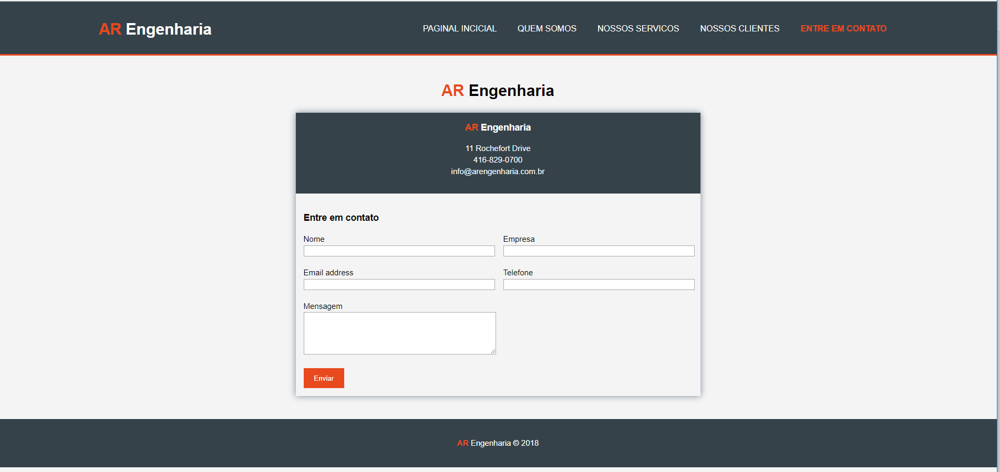 AR Engenharia
PAGINAL INCICIAL QUEM SOMOS NOSSOS SERVICOS NOSSOS CLIENTES ENTRE EM CONTATO
AR Engenharia
AR Engenharia
11 Rochefort Drive
416-829-0700
info@arengenharia.com.br
Entre em contato
Nome Empresa
Email address Telefone
Mensagem
Enviar
AR Engenharia © 2018